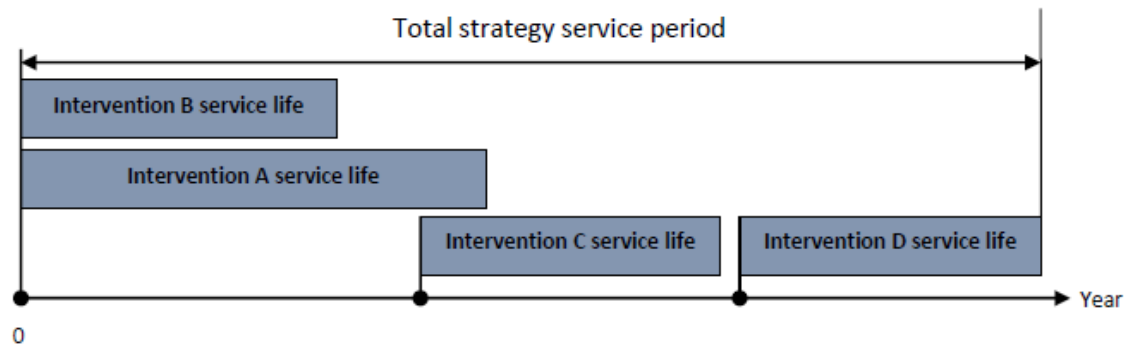 Total strategy service period
Intervention B service life
Intervention A service life
Intervention C service life
Intervention D service life
Year
0